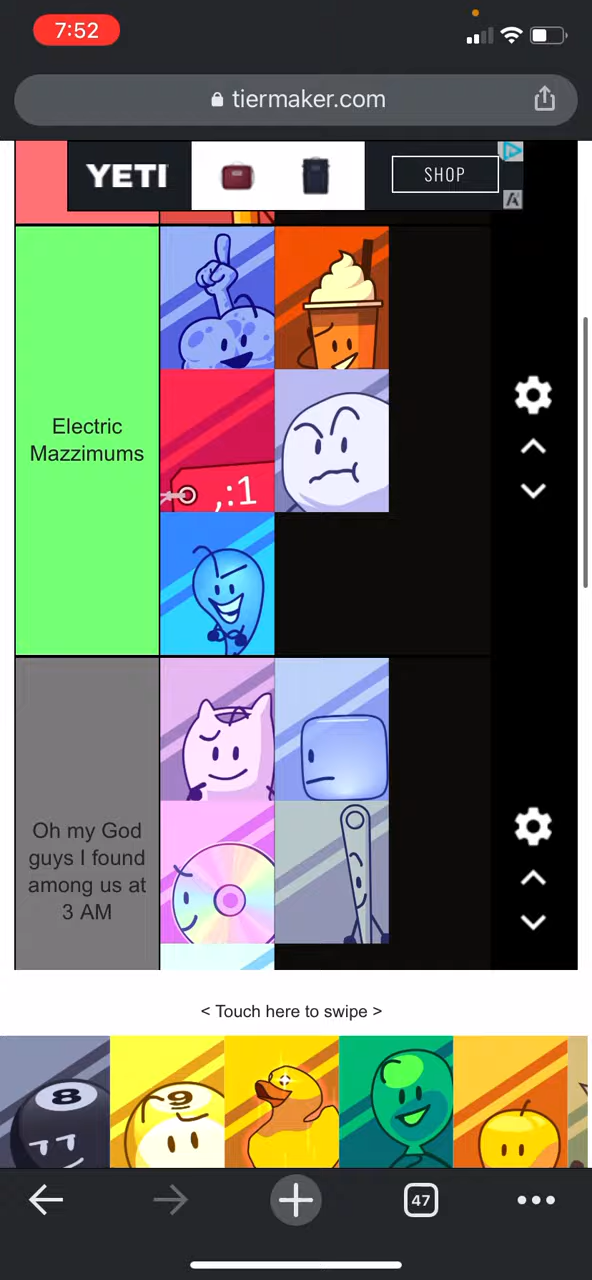 7:52
tiermaker.com
YETI
SHOP
Electric
Mazzimums
,:1
Oh my God
guys I found
among us at
3 AM
< Touch here to swipe >
8
9
47